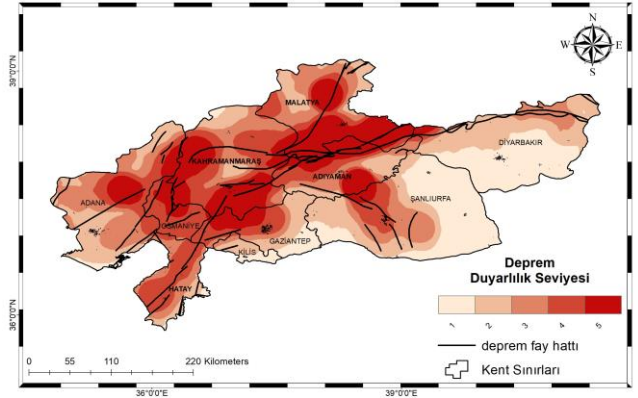 N
W E
S
39°0'0"N
36°0'0"N
MALATYA
DİYARBAKIR
KAHRAMANMARAŞ
ADIYAMAN
ADANA
ŞANLIURFA
OSMANİYE
GAZİANTEP
KİLİS
HATAY
Deprem
Duyarlılık Seviyesi
1 2 3 4 5
deprem fay hattı
Kent Sınırları
0 55 110 220 Kilometers
36°0'0"E 39°0'0"E